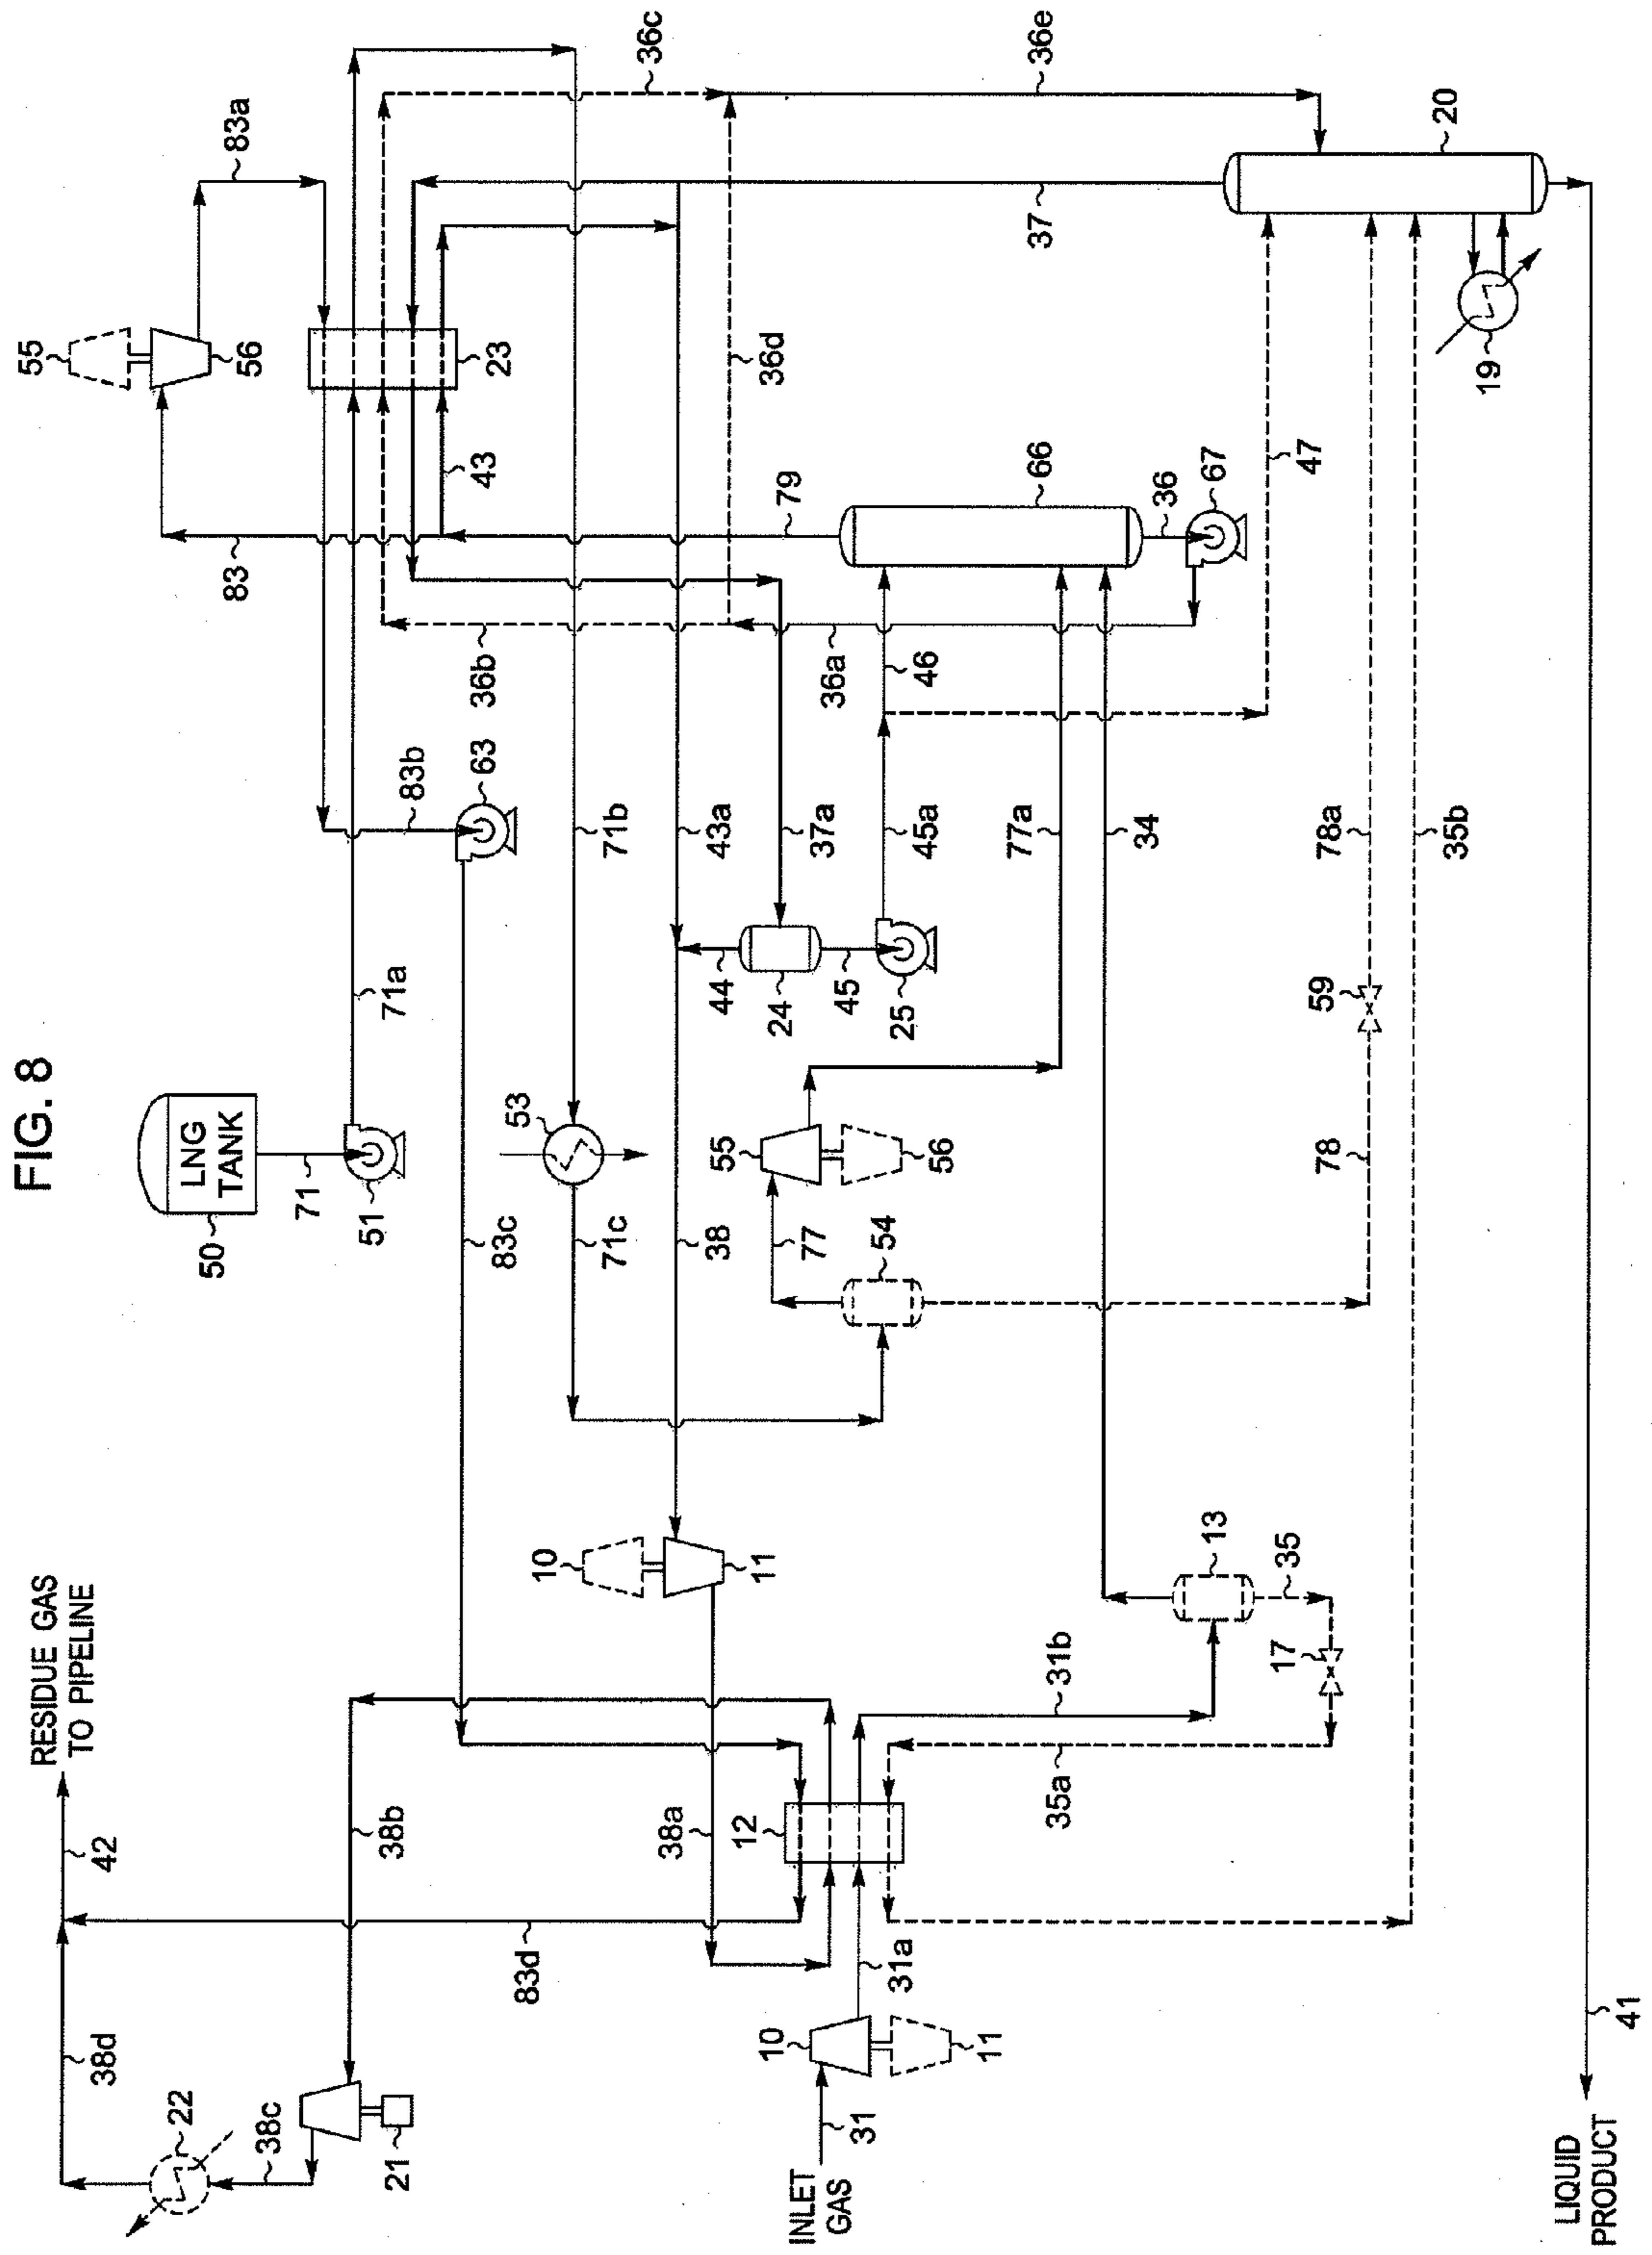 FIG. 8
RESIDUE GAS
TO PIPELINE
LNG
TANK
INLET
GAS
LIQUID
PRODUCT
55
56
83a
83
23
43
36c
36e
36d
37
20
19
47
66
79
36
67
36b
36a
46
63
83b
71b
43a
37a
45a
77a
34
78a
35b
50
71
51
71a
53
83c
71c
38
44
24
45
25
59
78
55
56
77
54
10
11
13
35
17
31b
35a
42
38b
38a
12
83d
31a
38d
22
38c
21
10
11
31
41